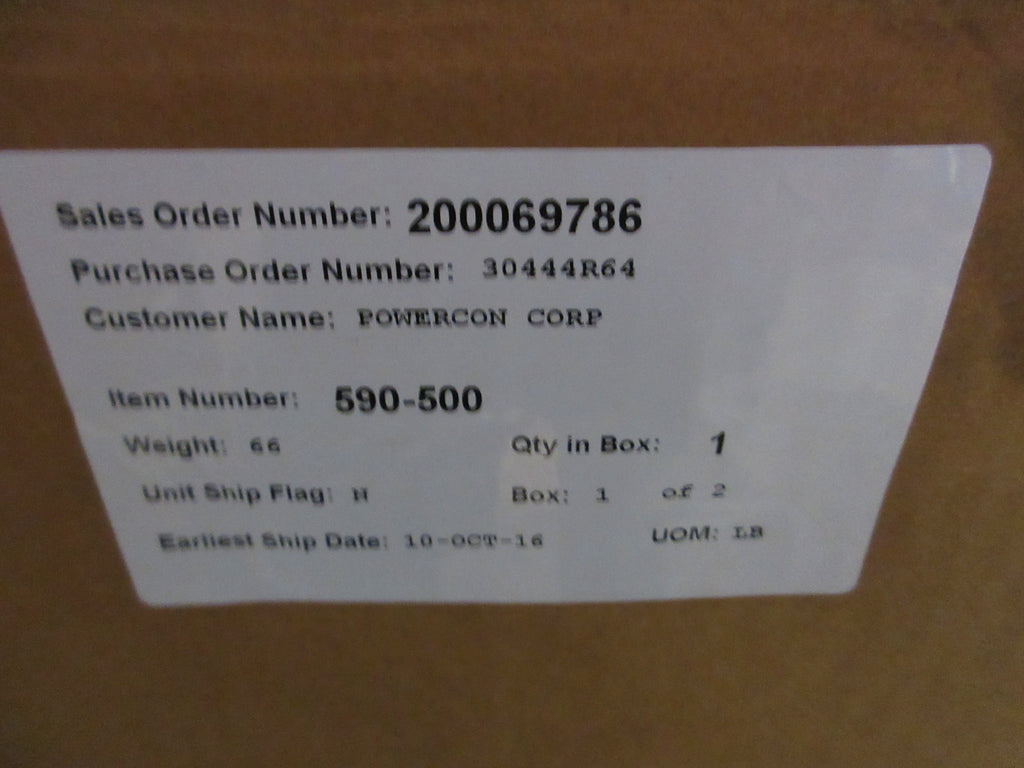 Sales Order Number: 200069786
Purchase Order Number: 30444R64
Customer Name: POWERCON CORP
Item Number: 590-500
Weight: 66 Qty in Box: 1
Unit Ship Flag: N Box: 1 of 2
Earliest Ship Date: 10-OCT-16 UOM: LB